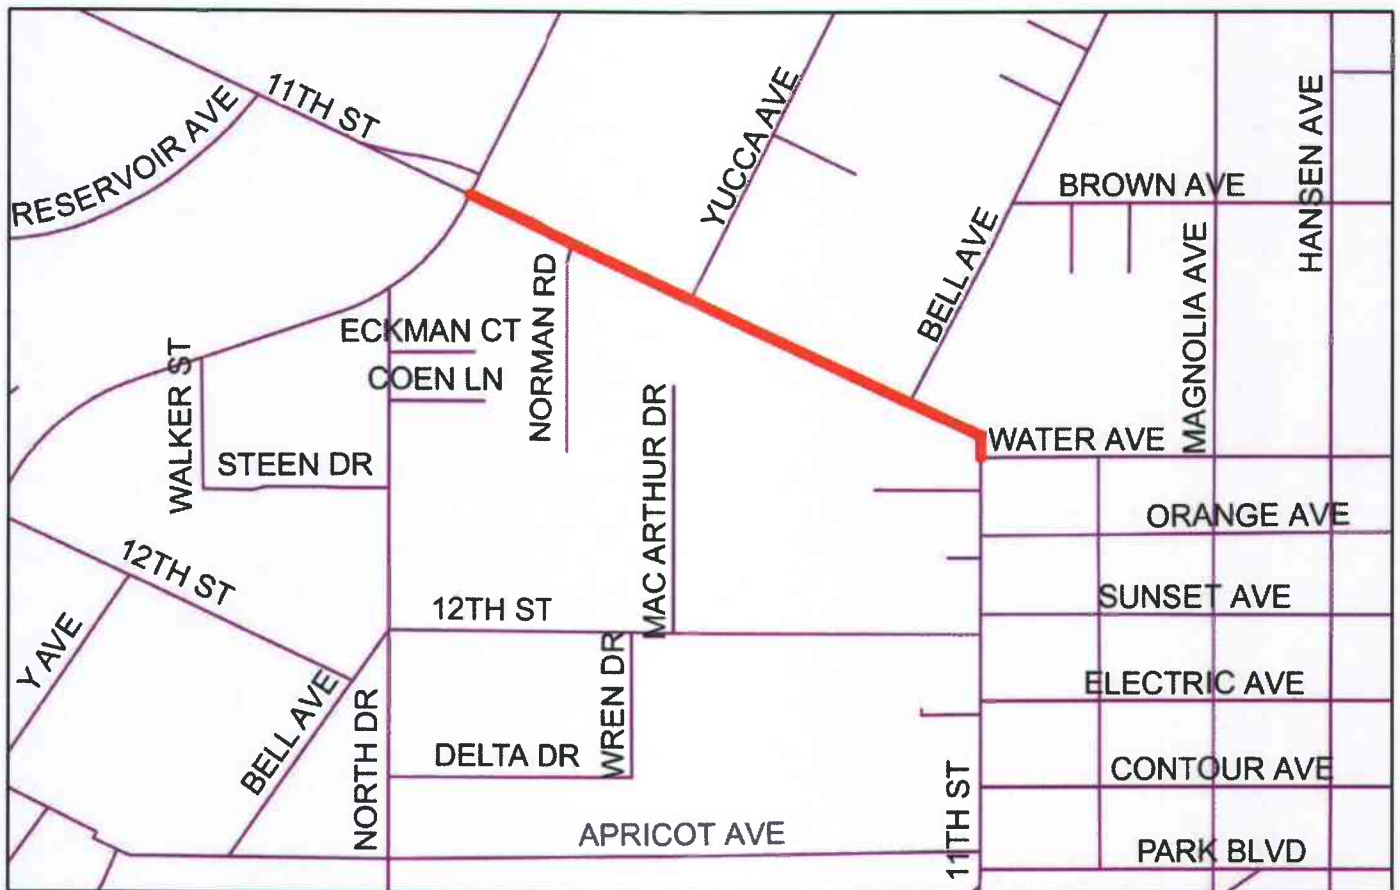 11TH ST
RESERVOIR AVE
YUCCA AVE
HANSEN AVE
BROWN AVE
BELL AVE
MAGNOLIA AVE
NORMAN RD
ECKMAN CT
COEN LN
WALKER ST
STEEN DR
MAC ARTHUR DR
WATER AVE
ORANGE AVE
12TH ST
12TH ST
SUNSET AVE
Y AVE
BELL AVE
NORTH DR
WREN DR
DELTA DR
ELECTRIC AVE
CONTOUR AVE
11TH ST
APRICOT AVE
PARK BLVD